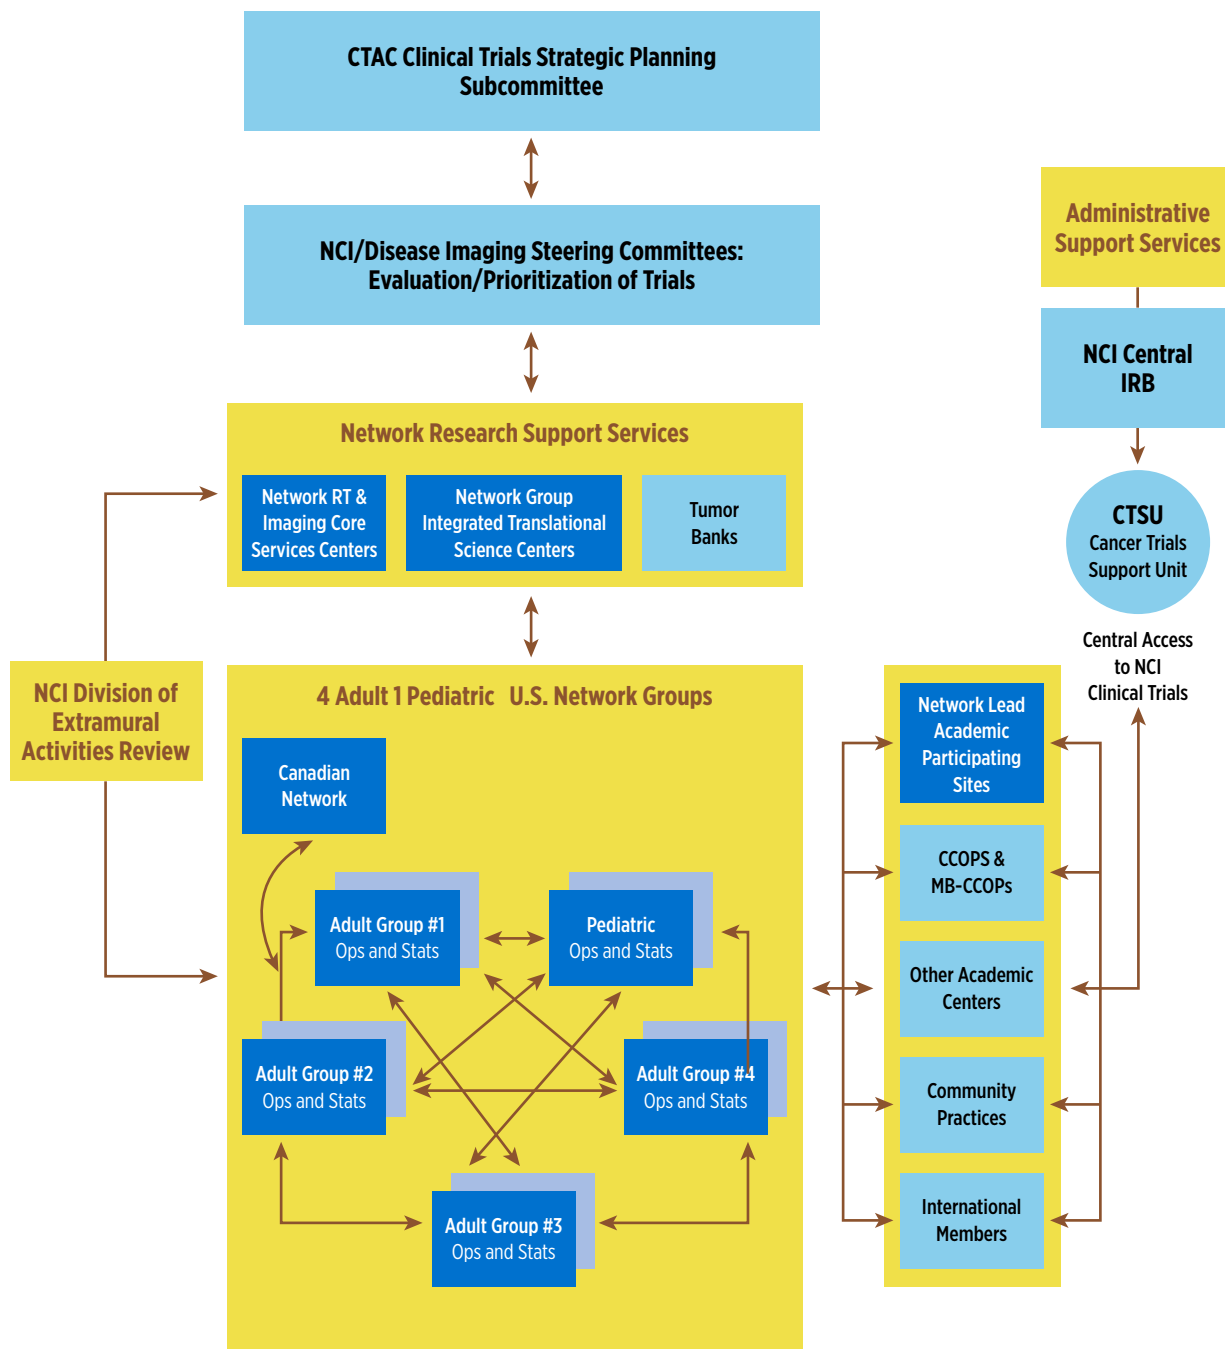 CTAC Clinical Trials Strategic Planning
Subcommittee
NCI/Disease Imaging Steering Committees:
Evaluation/Prioritization of Trials
Administrative
Support Services
NCI Central
IRB
CTSU
Cancer Trials
Support Unit
Central Access
to NCI
Clinical Trials
Network Research Support Services
Network RT &
Imaging Core
Services Centers
Network Group
Integrated Translational
Science Centers
Tumor
Banks
NCI Division of
Extramural
Activities Review
4 Adult 1 Pediatric U.S. Network Groups
Canadian
Network
Adult Group #1
Ops and Stats
Pediatric
Ops and Stats
Adult Group #2
Ops and Stats
Adult Group #4
Ops and Stats
Adult Group #3
Ops and Stats
Network Lead
Academic
Participating
Sites
CCOPS &
MB-CCOPs
Other Academic
Centers
Community
Practices
International
Members